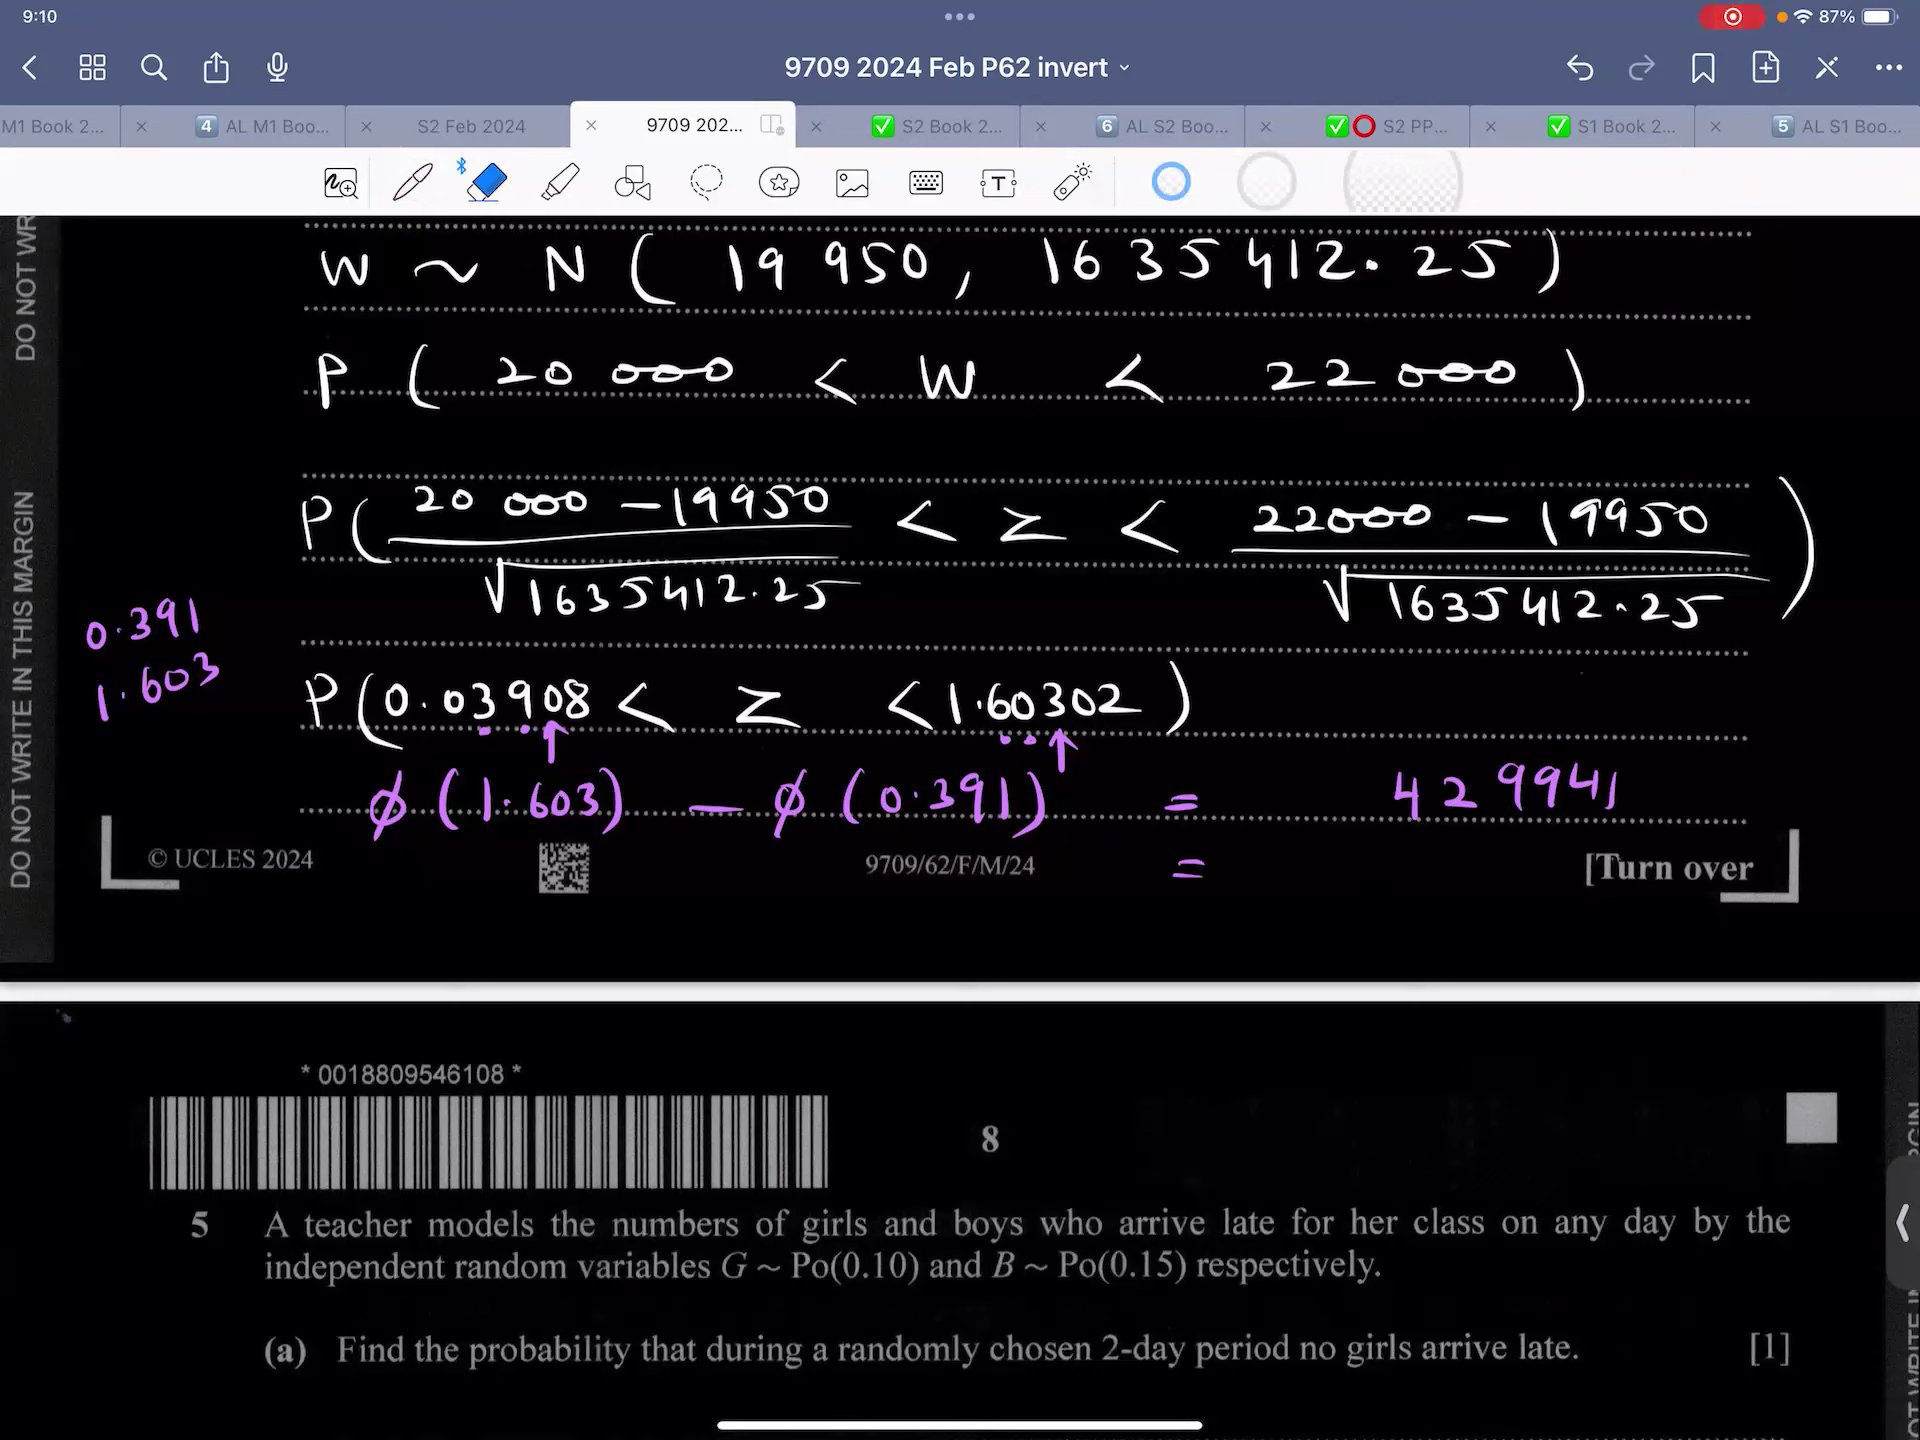 9:10
87%
9709 2024 Feb P62 invert
M1 Book 2... 4 AL M1 Boo... S2 Feb 2024 9709 202... S2 Book 2... 6 AL S2 Boo... S2 PP... S1 Book 2... 5 AL S1 Boo...
W ~ N ( 19 950, 1635412.25 )
P ( 20 000 < W < 22 000 )
P( 20 000 - 19950 / √1635412.25 < Z < 22000 - 19950 / √1635412.25 )
0.391
1.603
P(0.03908 < Z < 1.60302)
ϕ(1.603) - ϕ(0.391) = 429941
=
© UCLES 2024 9709/62/F/M/24 [Turn over
DO NOT WR
DO NOT WRITE IN THIS MARGIN
* 0018809546108 *
8
5 A teacher models the numbers of girls and boys who arrive late for her class on any day by the
independent random variables G ~ Po(0.10) and B ~ Po(0.15) respectively.
(a) Find the probability that during a randomly chosen 2-day period no girls arrive late. [1]